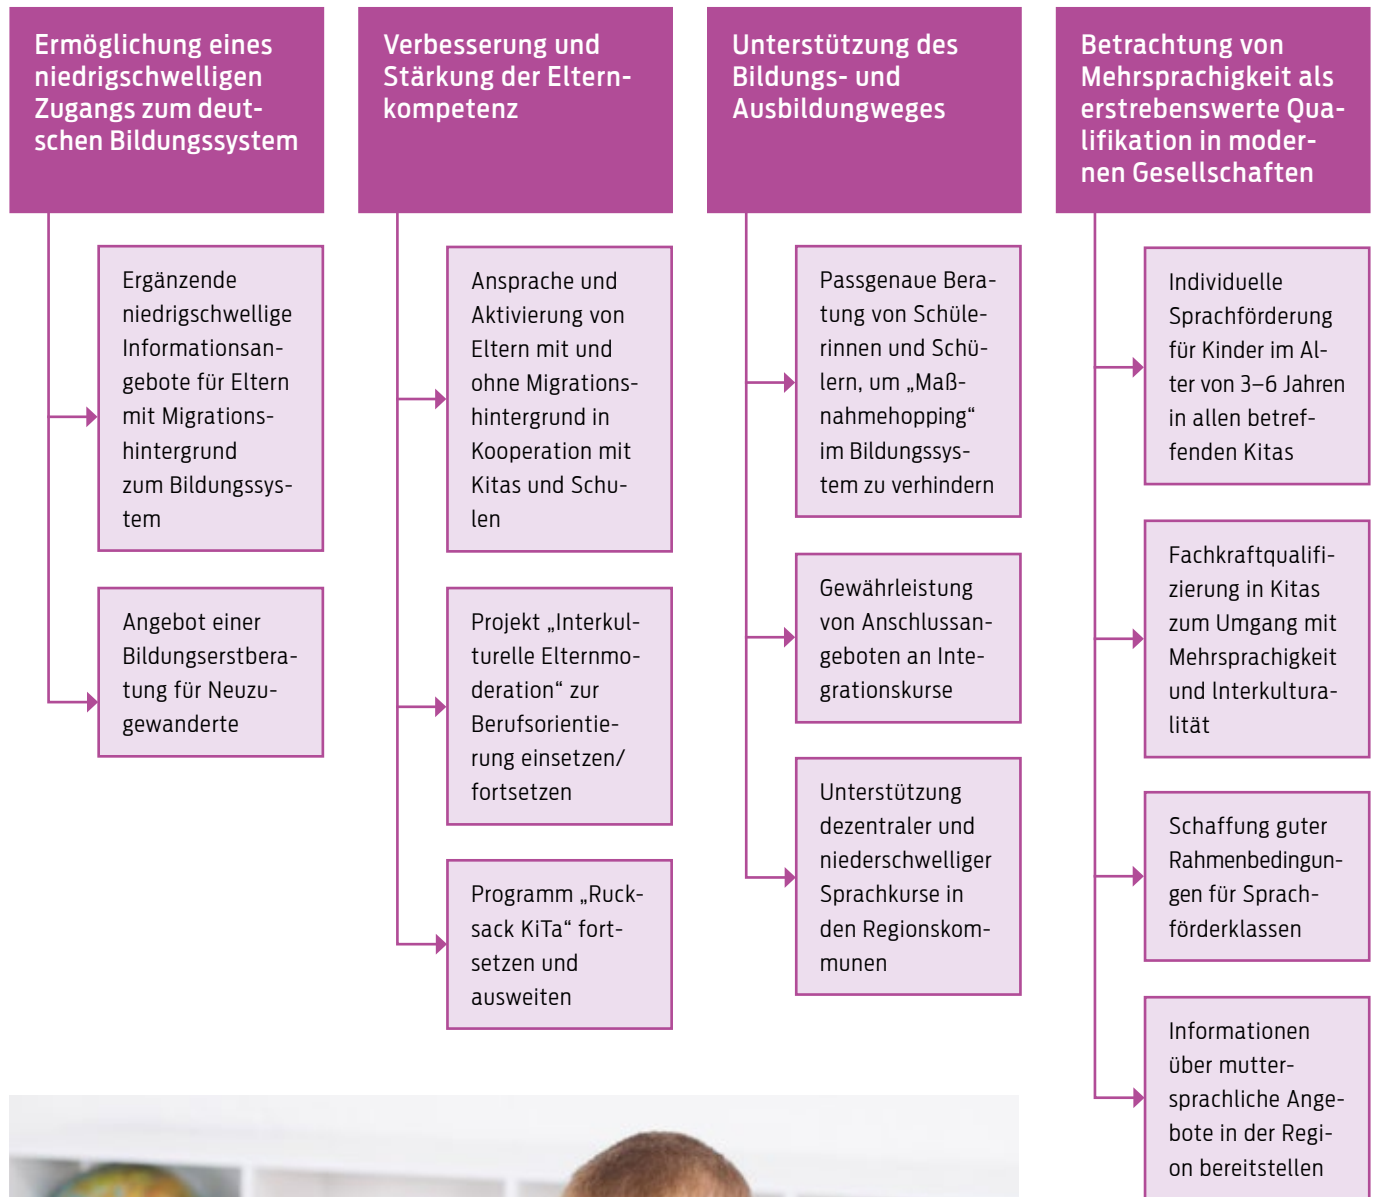 Ermöglichung eines
niedrigschwelligen
Zugangs zum deut-
schen Bildungssystem
Ergänzende
niedrigschwellige
Informationsan-
gebote für Eltern
mit Migrations-
hintergrund
zum Bildungssys-
tem
Angebot einer
Bildungserstbera-
tung für Neuzu-
gewanderte
Verbesserung und
Stärkung der Eltern-
kompetenz
Ansprache und
Aktivierung von
Eltern mit und
ohne Migrations-
hintergrund in
Kooperation mit
Kitas und Schu-
len
Projekt „Interkul-
turelle Elternmo-
deration“ zur
Berufsorientie-
rung einsetzen/
fortsetzen
Programm „Ruck-
sack KiTa“ fort-
setzen und
ausweiten
Unterstützung des
Bildungs- und
Ausbildungweges
Passgenaue Bera-
tung von Schüle-
rinnen und Schü-
lern, um „Maß-
nahmehopping“
im Bildungssys-
tem zu verhindern
Gewährleistung
von Anschlussan-
geboten an Inte-
grationskurse
Unterstützung
dezentraler und
niederschwelliger
Sprachkurse in
den Regionskom-
munen
Betrachtung von
Mehrsprachigkeit als
erstrebenswerte Qua-
lifikation in moder-
nen Gesellschaften
Individuelle
Sprachförderung
für Kinder im Al-
ter von 3–6 Jahren
in allen betref-
fenden Kitas
Fachkraftqualifi-
zierung in Kitas
zum Umgang mit
Mehrsprachigkeit
und Interkultura-
lität
Schaffung guter
Rahmenbedingun-
gen für Sprach-
förderklassen
Informationen
über mutter-
sprachliche Ange-
bote in der Regi-
on bereitstellen